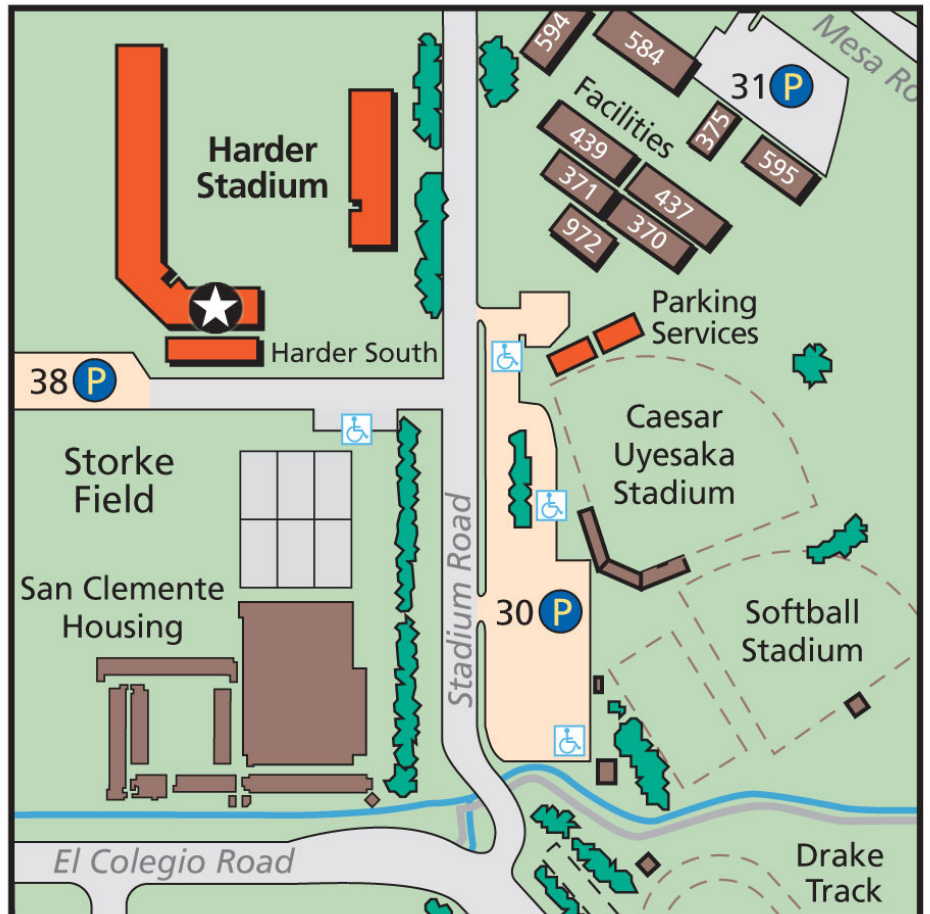 594
584
Mesa Ro
31 P
Facilities
375
439
595
371
437
972
370
Harder
Stadium
Parking
Services
Harder South
38 P
Caesar
Uyesaka
Stadium
Storke
Field
Stadium Road
San Clemente
Housing
30 P
Softball
Stadium
El Colegio Road
Drake
Track